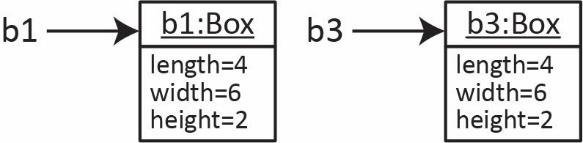 b1
b1:Box
length=4
width=6
height=2
b3
b3:Box
length=4
width=6
height=2